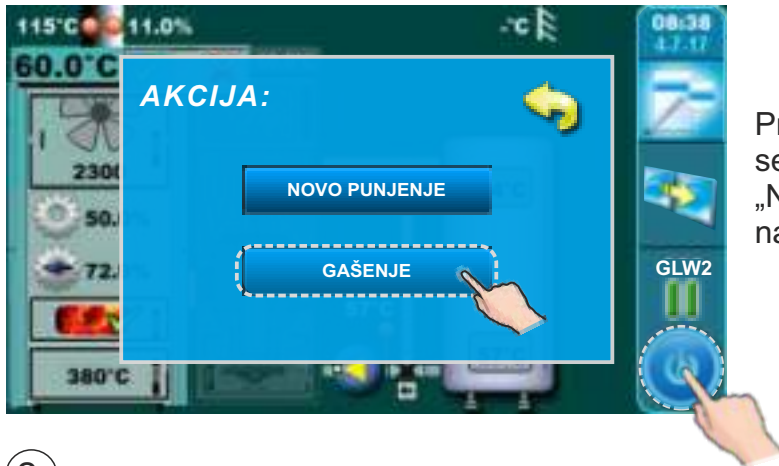 115°C 11.0% -°C 08:38
4.7.17
60.0°C
AKCIJA:
2300
NOVO PUNJENJE
50.
72.
GAŠENJE
GLW2
380°C
Pr
se
„N
na